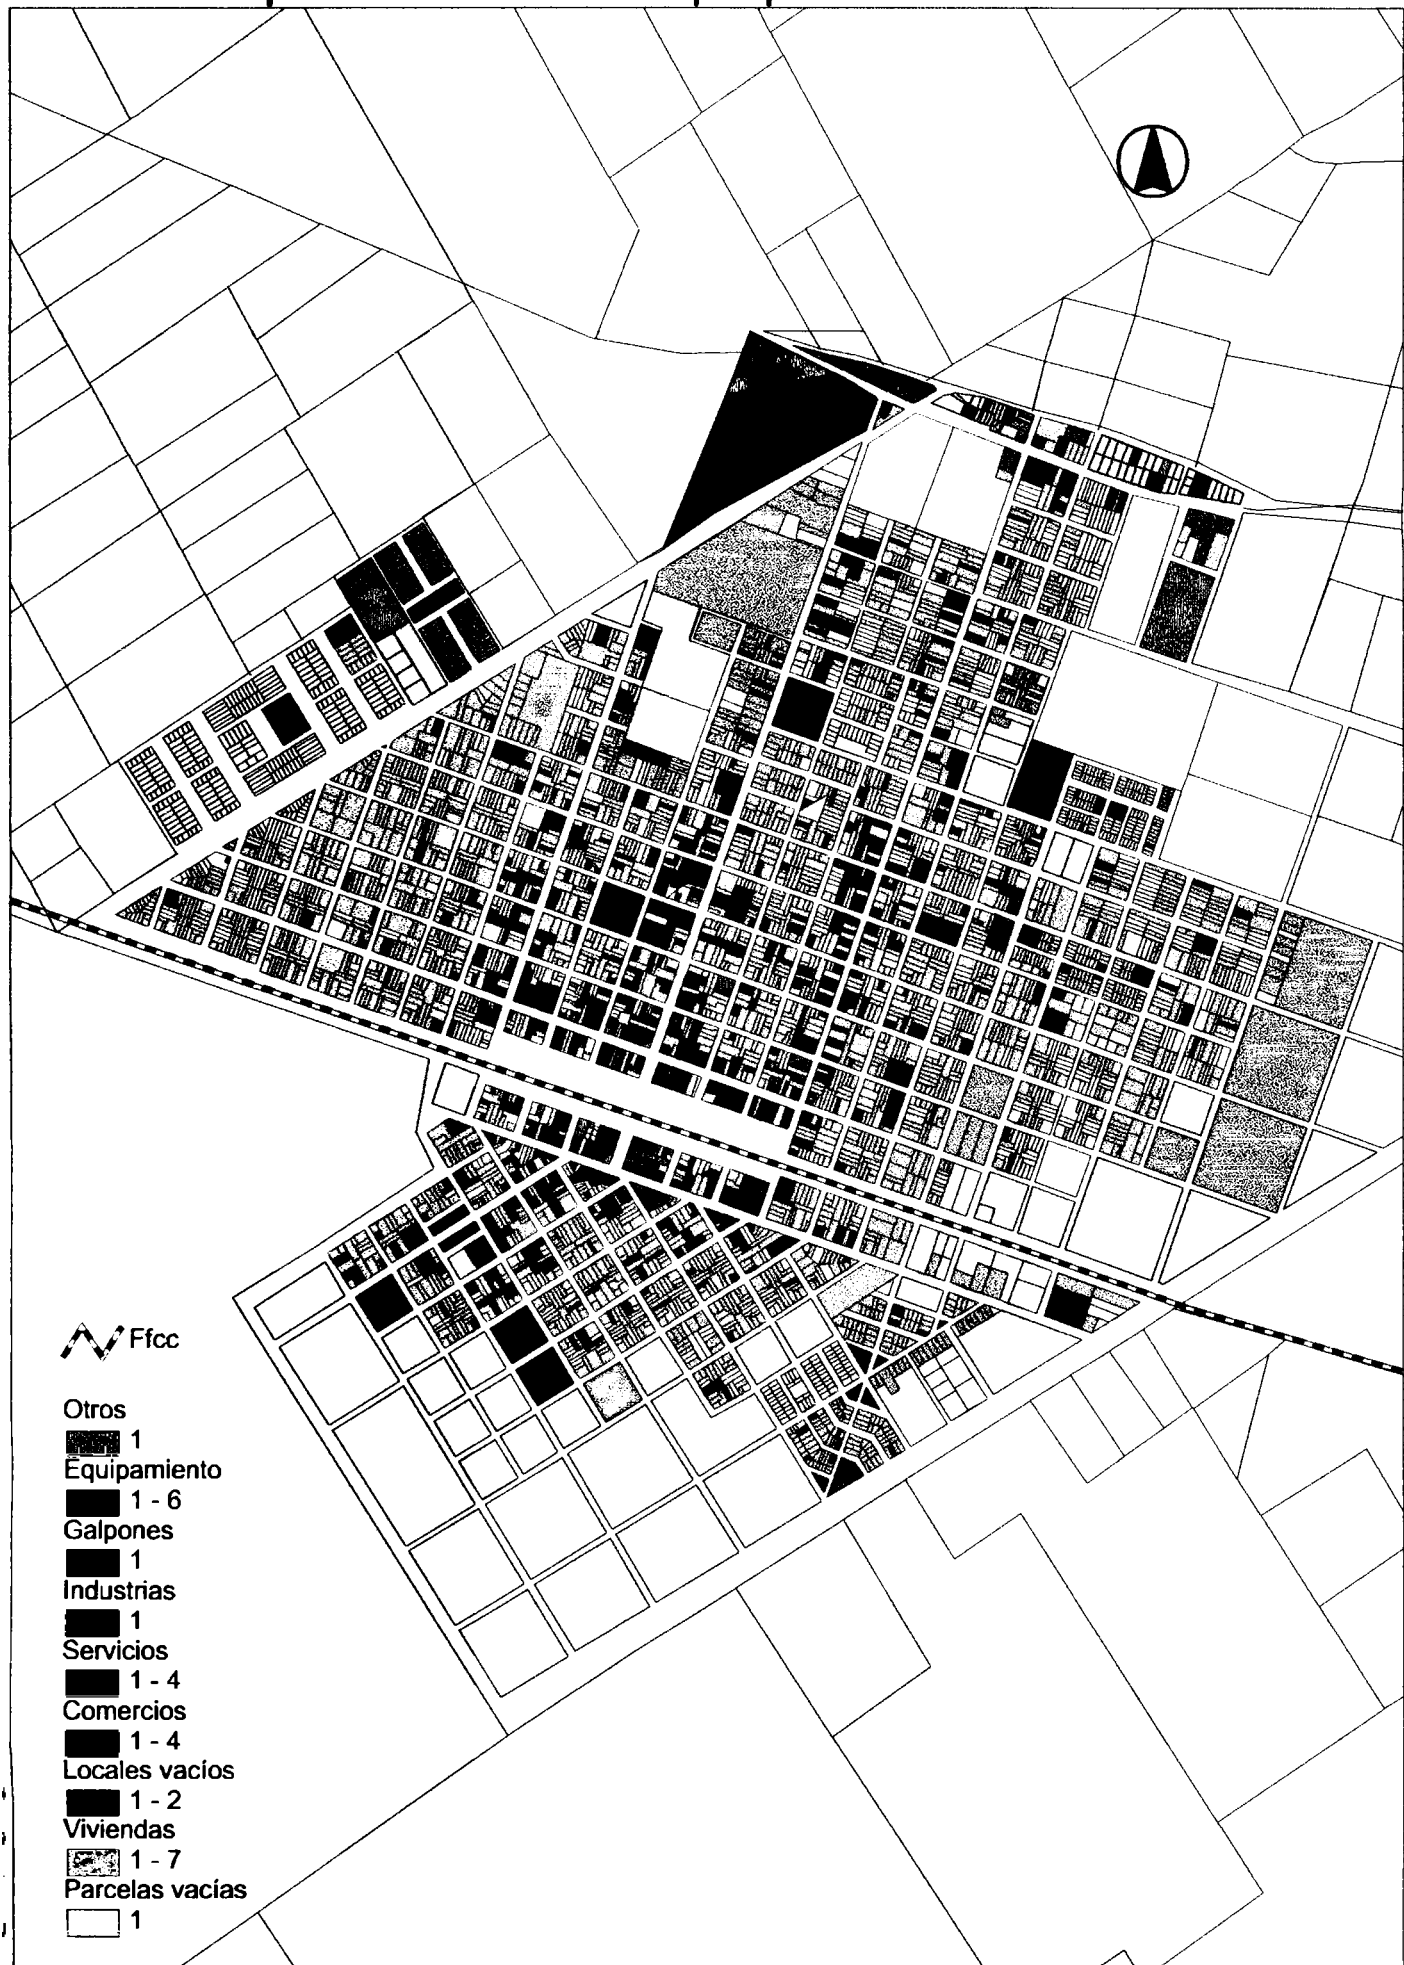 Ffcc
Otros
1
Equipamiento
1 - 6
Galpones
1
Industrias
1
Servicios
1 - 4
Comercios
1 - 4
Locales vacíos
1 - 2
Viviendas
1 - 7
Parcelas vacías
1